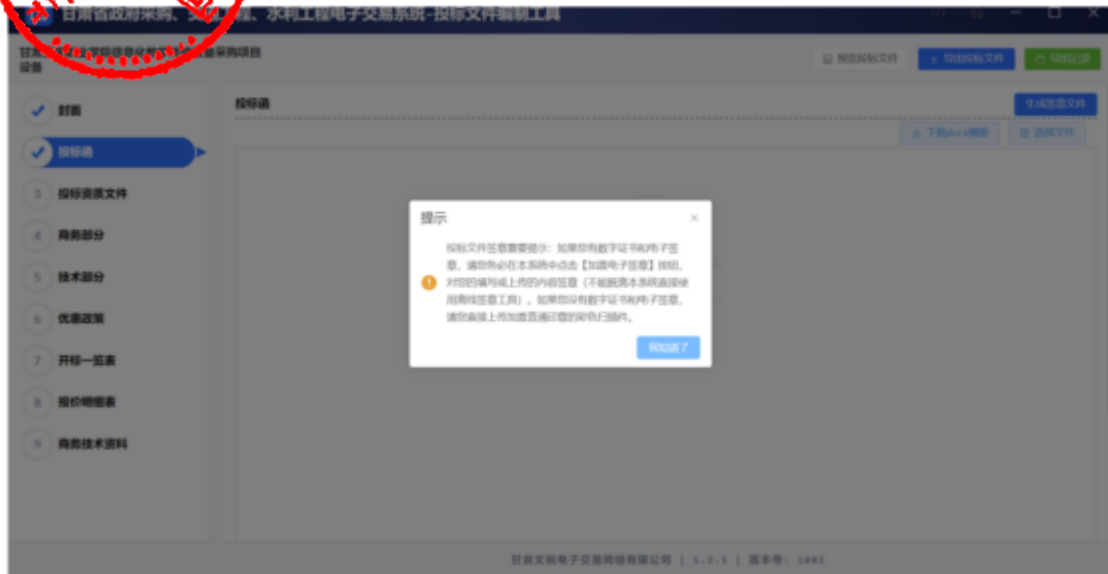 甘肃省政府采购、交通工程、水利工程电子交易系统-投标文件编制工具
采购项目
设备
预览投标文件
导出投标文件
导出记录
封面
投标函
3 投标资质文件
4 商务部分
5 技术部分
6 优惠政策
7 开标一览表
8 报价明细表
9 商务技术资料
投标函
生成签章文件
下载docx模版
选择文件
提示
投标文件签章重要提示:如果您有数字证书和电子签
章,请您务必在本系统中点击【加盖电子签章】按钮,
对您的填写或上传的内容签章(不能脱离本系统直接使
用离线签章工具)。如果您没有数字证书和电子签章,
请您直接上传加盖普通印章的彩色扫描件。
我知道了
甘肃文锐电子交易网络有限公司 | 1.2.3 | 版本号: 1002